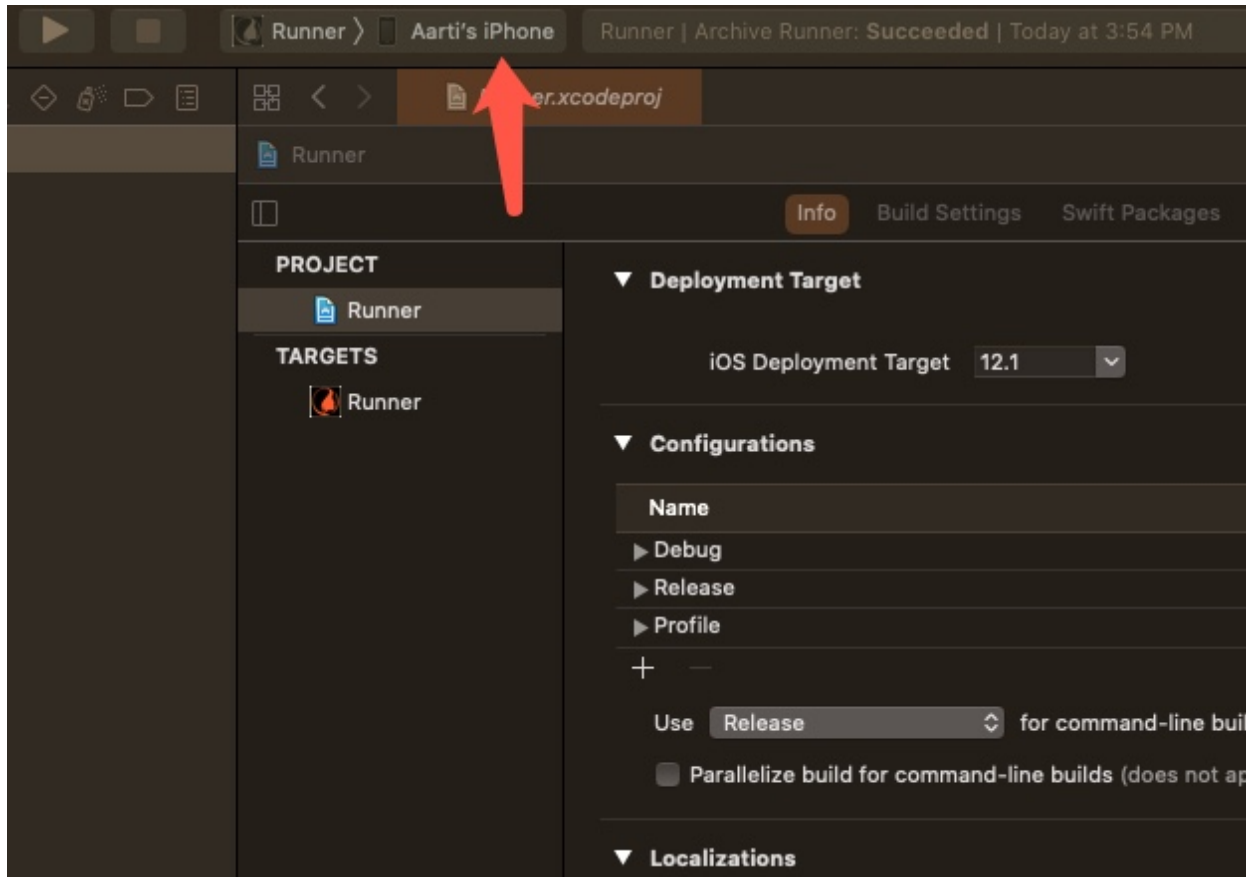 Runner 〉 Aarti's iPhone
Runner | Archive Runner: Succeeded | Today at 3:54 PM
er.xcodeproj
Runner
Info Build Settings Swift Packages
PROJECT
Runner
TARGETS
Runner
Deployment Target
iOS Deployment Target 12.1
Configurations
Name
Debug
Release
Profile
Use Release for command-line buil
Parallelize build for command-line builds (does not ap
Localizations